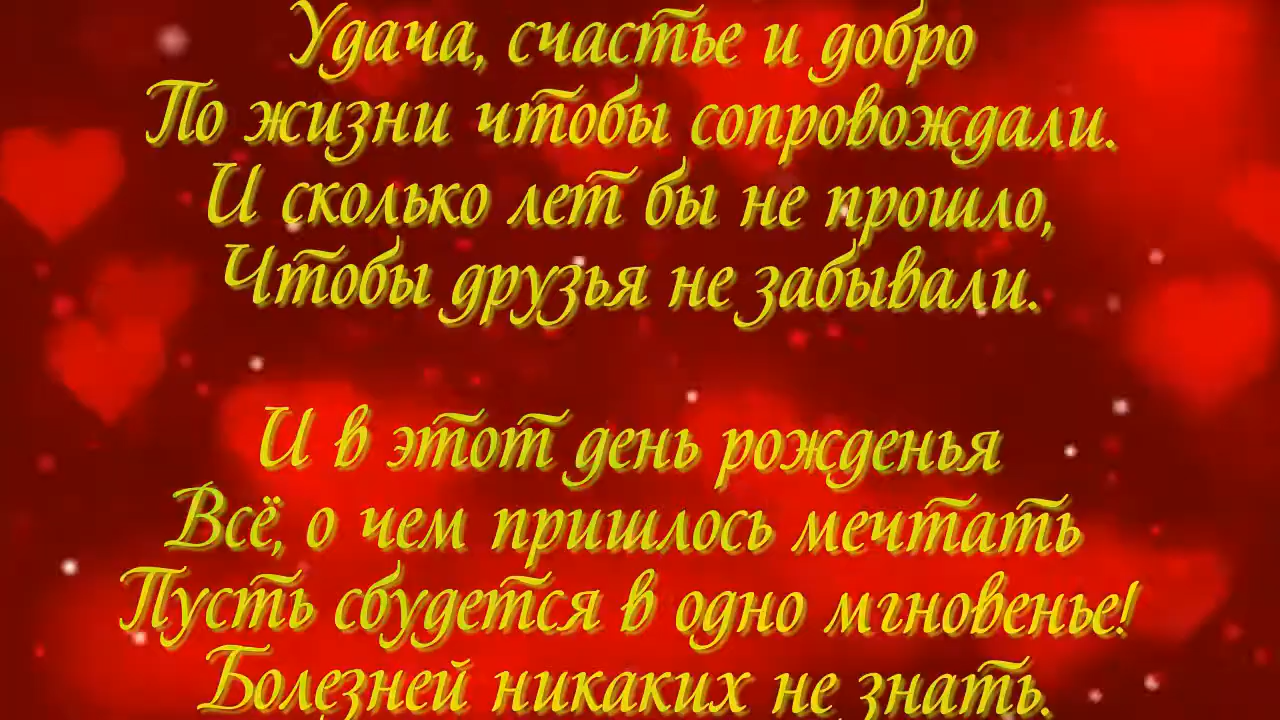 Удача, счастье и добро
По жизни чтобы сопровождали.
И сколько лет бы не прошло,
Чтобы друзья не забывали.
И в этот день рожденья
Всё, о чем пришлось мечтать
Пусть сбудется в одно мгновенье!
Болезней никаких не знать.